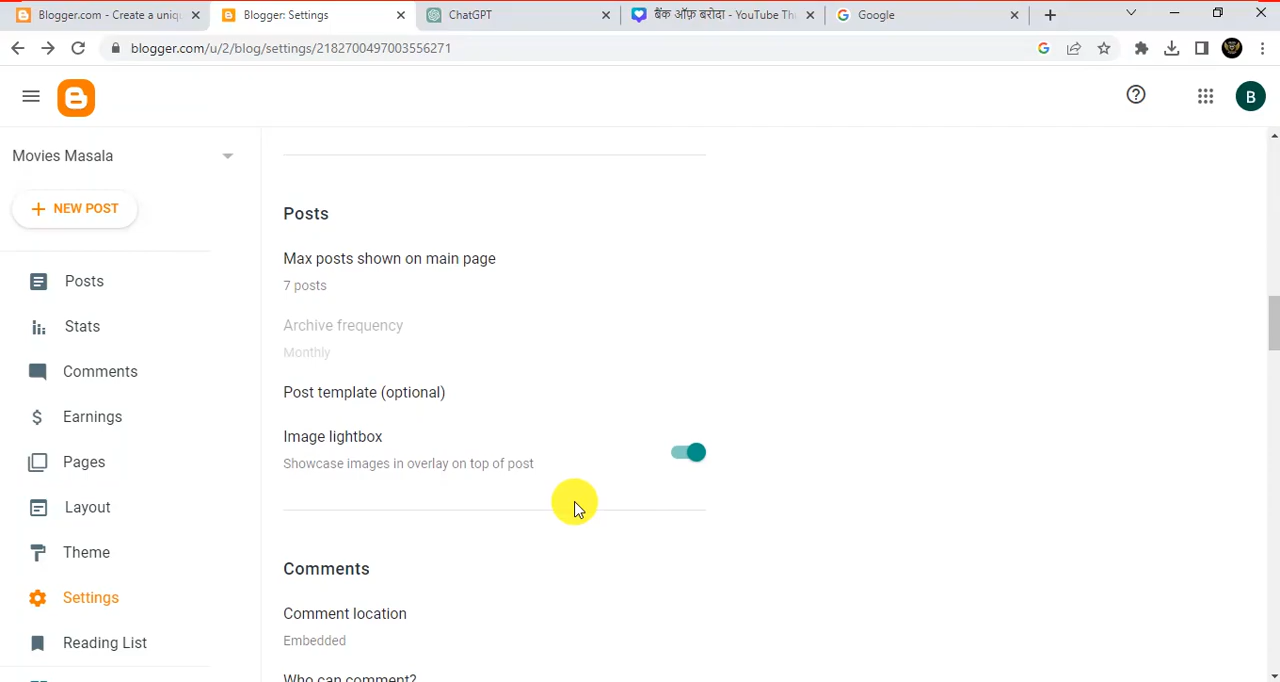 Blogger.com - Create a uniq
Blogger: Settings
ChatGPT
बैंक ऑफ़ बरोदा - YouTube Th
Google
blogger.com/u/2/blog/settings/2182700497003556271
B
Movies Masala
NEW POST
Posts
Stats
Comments
Earnings
Pages
Layout
Theme
Settings
Reading List
Posts
Max posts shown on main page
7 posts
Archive frequency
Monthly
Post template (optional)
Image lightbox
Showcase images in overlay on top of post
Comments
Comment location
Embedded
Who can comment?